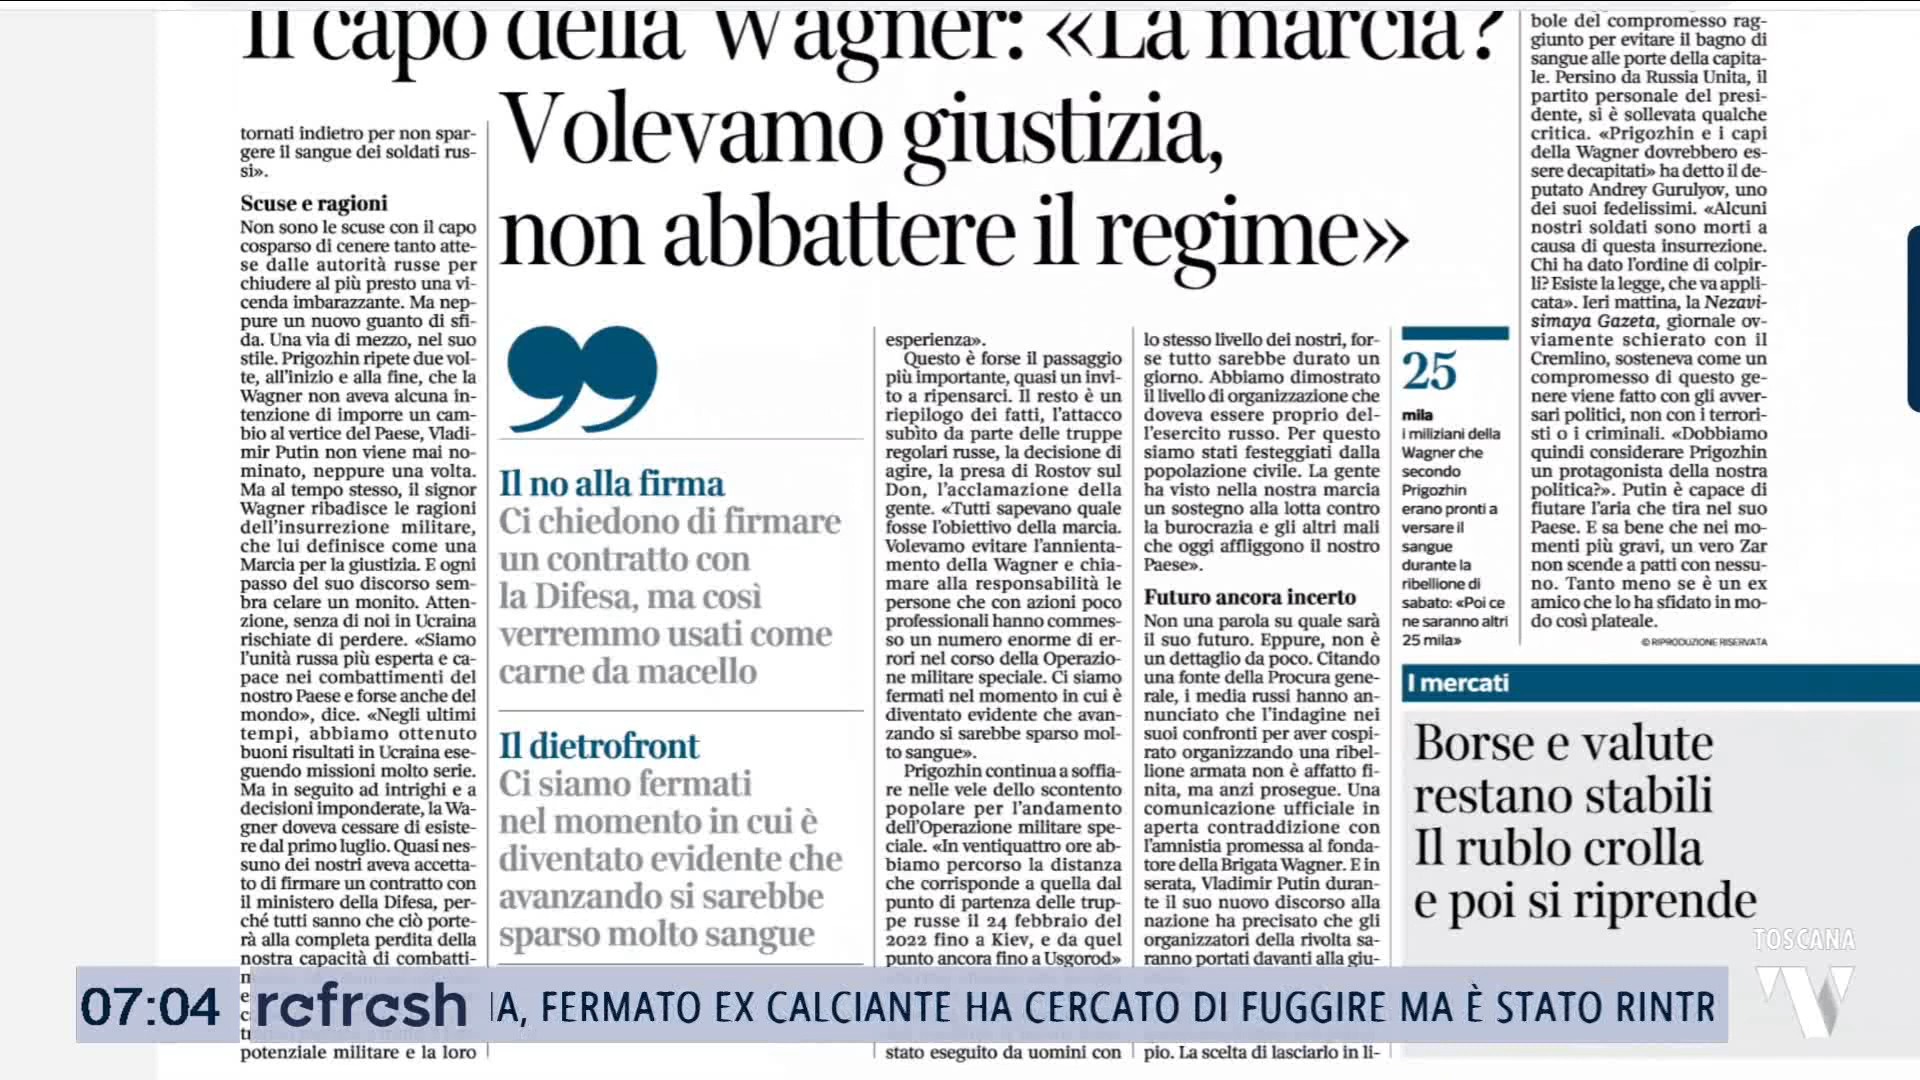 Il capo della Wagner: «La marcia?
Volevamo giustizia,
non abbattere il regime»
tornati indietro per non spar-
gere il sangue dei soldati rus-
si».
Scuse e ragioni
Non sono le scuse con il capo
cosparso di cenere tanto atte-
se dalle autorità russe per
chiudere al più presto una vi-
cenda imbarazzante. Ma nep-
pure un nuovo guanto di sfi-
da. Una via di mezzo, nel suo
stile. Prigozhin ripete due vol-
te, all'inizio e alla fine, che la
Wagner non aveva alcuna in-
tenzione di imporre un cam-
bio al vertice del Paese, Vladi-
mir Putin non viene mai no-
minato, neppure una volta.
Ma al tempo stesso, il signor
Wagner ribadisce le ragioni
dell'insurrezione militare,
che lui definisce come una
Marcia per la giustizia. E ogni
passo del suo discorso sem-
bra celare un monito. Atten-
zione, senza di noi in Ucraina
rischiate di perdere. «Siamo
l'unità russa più esperta e ca-
pace nei combattimenti del
nostro Paese e forse anche del
mondo», dice. «Negli ultimi
tempi, abbiamo ottenuto
buoni risultati in Ucraina ese-
guendo missioni molto serie.
Ma in seguito ad intrighi e a
decisioni imponderate, la Wa-
gner doveva cessare di esiste-
re dal primo luglio. Quasi nes-
suno dei nostri aveva accetta-
to di firmare un contratto con
il ministero della Difesa, per-
ché tutti sanno che ciò porte-
rà alla completa perdita della
nostra capacità di combatti-
potenziale militare e la loro
Il no alla firma
Ci chiedono di firmare
un contratto con
la Difesa, ma così
verremmo usati come
carne da macello
Il dietrofront
Ci siamo fermati
nel momento in cui è
diventato evidente che
avanzando si sarebbe
sparso molto sangue
esperienza».
Questo è forse il passaggio
più importante, quasi un invi-
to a ripensarci. Il resto è un
riepilogo dei fatti, l'attacco
subìto da parte delle truppe
regolari russe, la decisione di
agire, la presa di Rostov sul
Don, l'acclamazione della
gente. «Tutti sapevano quale
fosse l'obiettivo della marcia.
Volevamo evitare l'annienta-
mento della Wagner e chia-
mare alla responsabilità le
persone che con azioni poco
professionali hanno commes-
so un numero enorme di er-
rori nel corso della Operazio-
ne militare speciale. Ci siamo
fermati nel momento in cui è
diventato evidente che avan-
zando si sarebbe sparso mol-
to sangue».
Prigozhin continua a soffia-
re nelle vele dello scontento
popolare per l'andamento
dell'Operazione militare spe-
ciale. «In ventiquattro ore ab-
biamo percorso la distanza
che corrisponde a quella dal
punto di partenza delle trup-
pe russe il 24 febbraio del
2022 fino a Kiev, e da quel
punto ancora fino a Usgorod»
stato eseguito da uomini con
lo stesso livello dei nostri, for-
se tutto sarebbe durato un
giorno. Abbiamo dimostrato
il livello di organizzazione che
doveva essere proprio del-
l'esercito russo. Per questo
siamo stati festeggiati dalla
popolazione civile. La gente
ha visto nella nostra marcia
un sostegno alla lotta contro
la burocrazia e gli altri mali
che oggi affliggono il nostro
Paese».
Futuro ancora incerto
Non una parola su quale sarà
il suo futuro. Eppure, non è
un dettaglio da poco. Citando
una fonte della Procura gene-
rale, i media russi hanno an-
nunciato che l'indagine nei
suoi confronti per aver cospi-
rato organizzando una ribel-
lione armata non è affatto fi-
nita, ma anzi prosegue. Una
comunicazione ufficiale in
aperta contraddizione con
l'amnistia promessa al fonda-
tore della Brigata Wagner. E in
serata, Vladimir Putin duran-
te il suo nuovo discorso alla
nazione ha precisato che gli
organizzatori della rivolta sa-
ranno portati davanti alla giu-
pio. La scelta di lasciarlo in li-
25
mila
i miliziani della
Wagner che
secondo
Prigozhin
erano pronti a
versare il
sangue
durante la
ribellione di
sabato: «Poi ce
ne saranno altri
25 mila»
bole del compromesso rag-
giunto per evitare il bagno di
sangue alle porte della capita-
le. Persino da Russia Unita, il
partito personale del presi-
dente, si è sollevata qualche
critica. «Prigozhin e i capi
della Wagner dovrebbero es-
sere decapitati» ha detto il de-
putato Andrey Gurulyov, uno
dei suoi fedelissimi. «Alcuni
nostri soldati sono morti a
causa di questa insurrezione.
Chi ha dato l'ordine di colpir-
li? Esiste la legge, che va appli-
cata». Ieri mattina, la Nezavi-
simaya Gazeta, giornale ov-
viamente schierato con il
Cremlino, sosteneva come un
compromesso di questo ge-
nere viene fatto con gli avver-
sari politici, non con i terrori-
sti o i criminali. «Dobbiamo
quindi considerare Prigozhin
un protagonista della nostra
politica?». Putin è capace di
fiutare l'aria che tira nel suo
Paese. E sa bene che nei mo-
menti più gravi, un vero Zar
non scende a patti con nessu-
no. Tanto meno se è un ex
amico che lo ha sfidato in mo-
do così plateale.
© RIPRODUZIONE RISERVATA
I mercati
Borse e valute
restano stabili
Il rublo crolla
e poi si riprende
TOSCANA
TV
07:04 refresh IA, FERMATO EX CALCIANTE HA CERCATO DI FUGGIRE MA È STATO RINTR